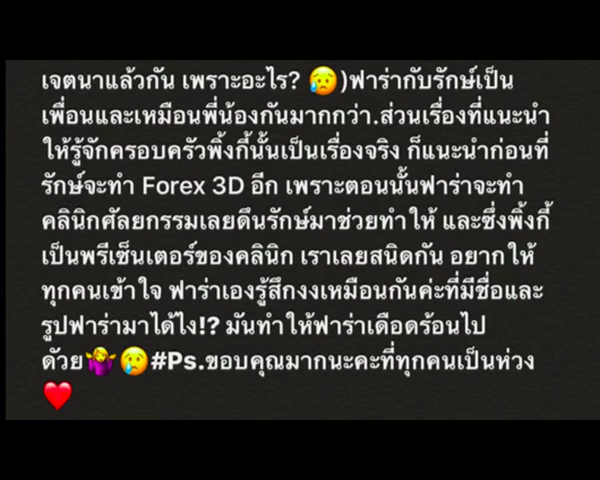 เจตนาแล้วกัน เพราะอะไร? 😥)ฟาร่ากับรักษ์เป็น
เพื่อนและเหมือนพี่น้องกันมากกว่า.ส่วนเรื่องที่แนะนำ
ให้รู้จักครอบครัวพิ้งกี้นั้นเป็นเรื่องจริง ก็แนะนำก่อนที่
รักษ์จะทำ Forex 3D อีก เพราะตอนนั้นฟาร่าจะทำ
คลินิกศัลยกรรมเลยดึนรักษ์มาช่วยทำให้ และซึ่งพิ้งกี้
เป็นพรีเซ็นเตอร์ของคลินิก เราเลยสนิดกัน อยากให้
ทุกคนเข้าใจ ฟาร่าเองรู้สึกงงเหมือนกันค่ะที่มีชื่อและ
รูปฟาร่ามาได้ไง!? มันทำให้ฟาร่าเดือดร้อนไป
ด้วย🤷‍♀️😢#Ps.ขอบคุณมากนะคะที่ทุกคนเป็นห่วง
❤️